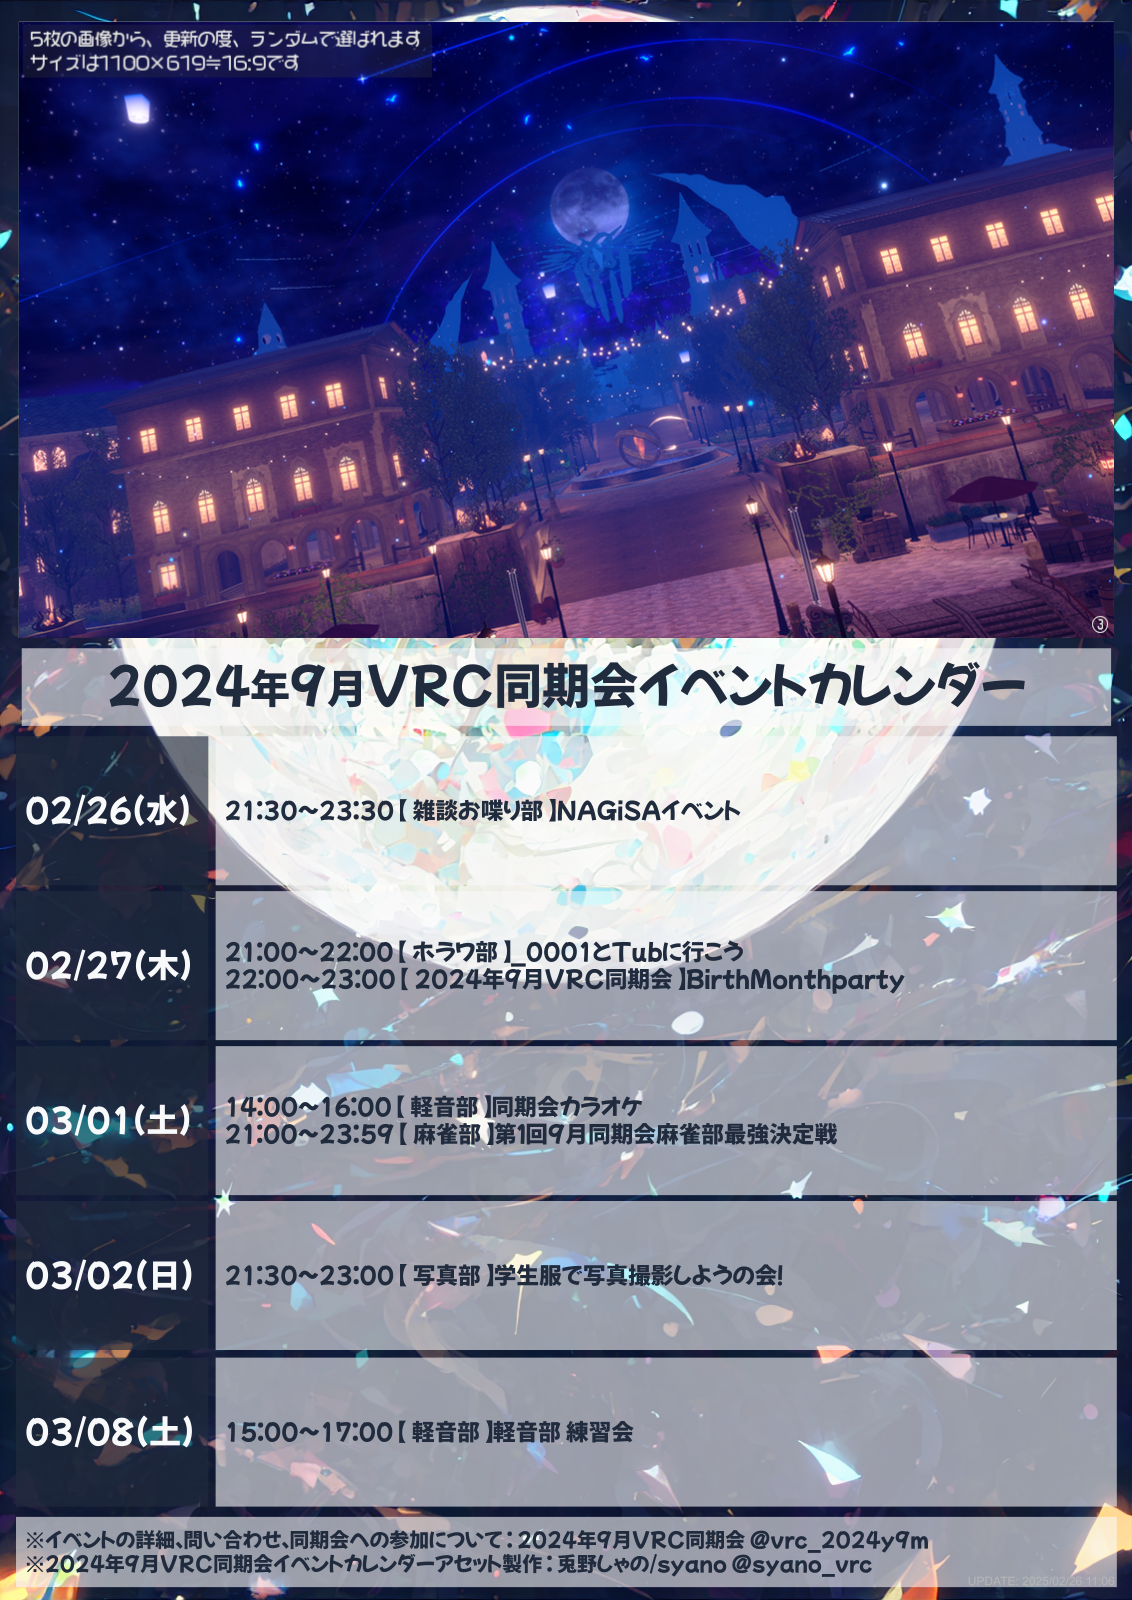 5枚の画像から、更新の度、ランダムで選ばれます
サイズは1100×619≒16:9です
③
2024年9月VRC同期会イベントカレンダー
02/26(水)
21:30～23:30【 雑談お喋り部 】NAGiSAイベント
02/27(木)
21:00～22:00【 ホラワ部 】_0001とTubに行こう
22:00～23:00【 2024年9月VRC同期会 】BirthMonthparty
03/01(土)
14:00～16:00【 軽音部 】同期会カラオケ
21:00～23:59【 麻雀部 】第1回9月同期会麻雀部最強決定戦
03/02(日)
21:30～23:00【 写真部 】学生服で写真撮影しようの会!
03/08(土)
15:00～17:00【 軽音部 】軽音部 練習会
※イベントの詳細、問い合わせ、同期会への参加について：2024年9月VRC同期会 @vrc_2024y9m
※2024年9月VRC同期会イベントカレンダーアセット製作：兎野しゃの/syano @syano_vrc
UPDATE: 2025/02/26 11:06